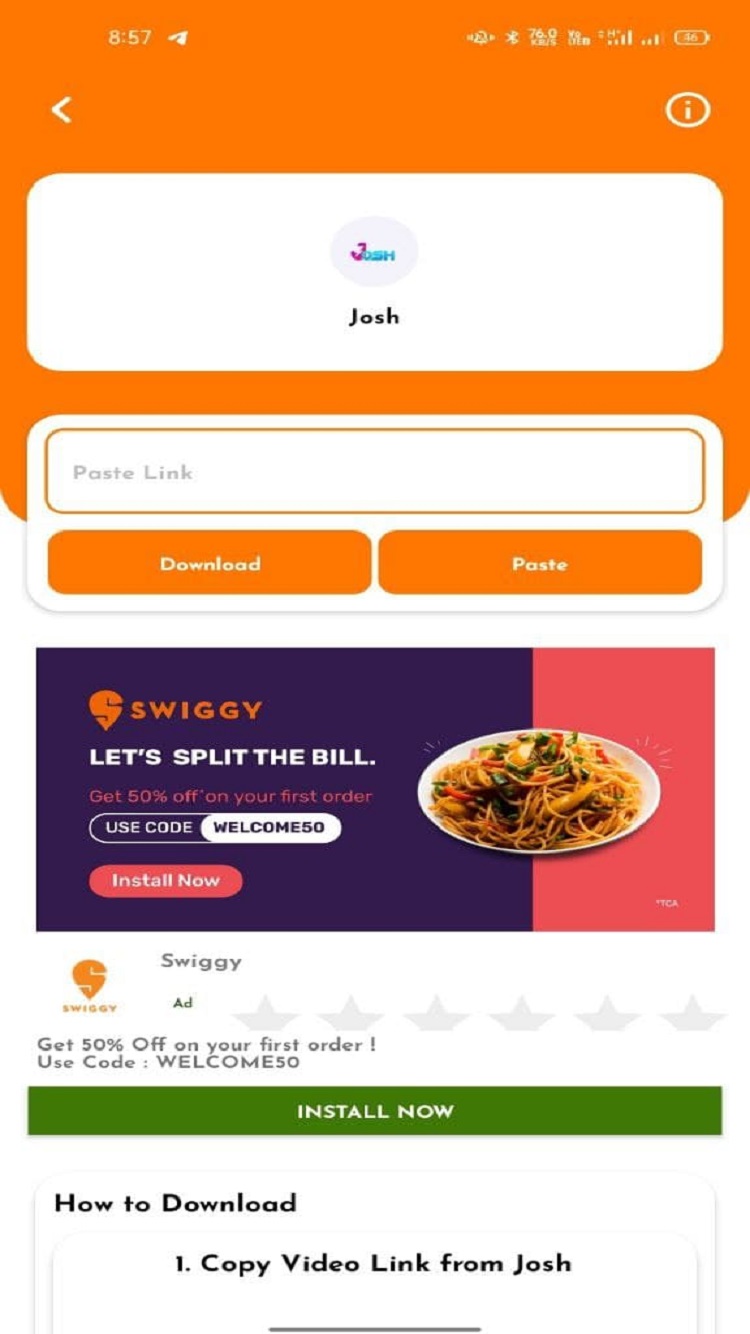 8:57 76.0 KB/S Vo LTE 46
JOSH
Josh
Paste Link
Download Paste
SWIGGY
LET'S SPLIT THE BILL.
Get 50% off*on your first order
USE CODE WELCOME50
Install Now
*TCA
Swiggy
SWIGGY
Ad
Get 50% Off on your first order !
Use Code : WELCOME50
INSTALL NOW
How to Download
1. Copy Video Link from Josh